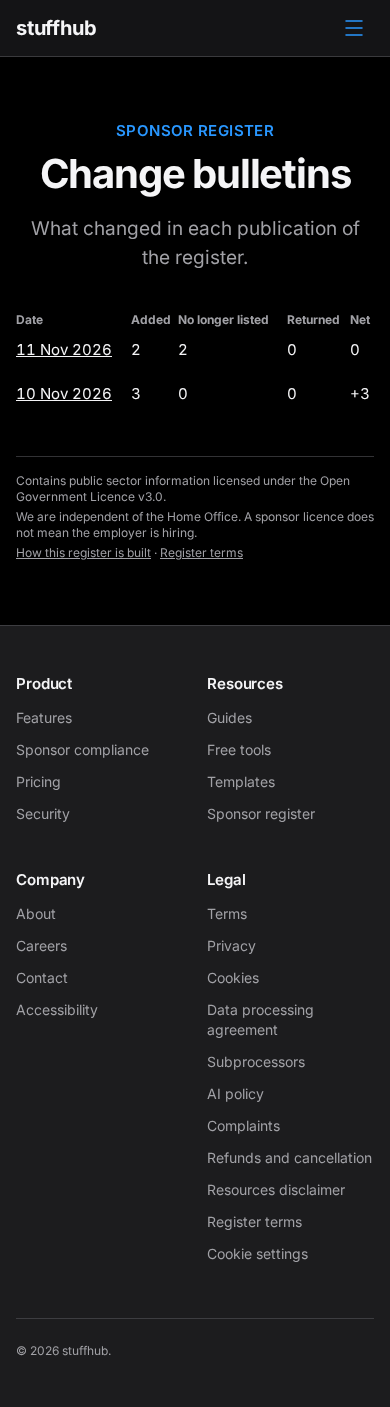 stuffhub
SPONSOR REGISTER
Change bulletins
What changed in each publication of
the register.
Date Added No longer listed Returned Net
11 Nov 2026 2 2 0 0
10 Nov 2026 3 0 0 +3
Contains public sector information licensed under the Open
Government Licence v3.0.
We are independent of the Home Office. A sponsor licence does
not mean the employer is hiring.
How this register is built · Register terms
Product
Features
Sponsor compliance
Pricing
Security
Resources
Guides
Free tools
Templates
Sponsor register
Company
About
Careers
Contact
Accessibility
Legal
Terms
Privacy
Cookies
Data processing
agreement
Subprocessors
AI policy
Complaints
Refunds and cancellation
Resources disclaimer
Register terms
Cookie settings
© 2026 stuffhub.